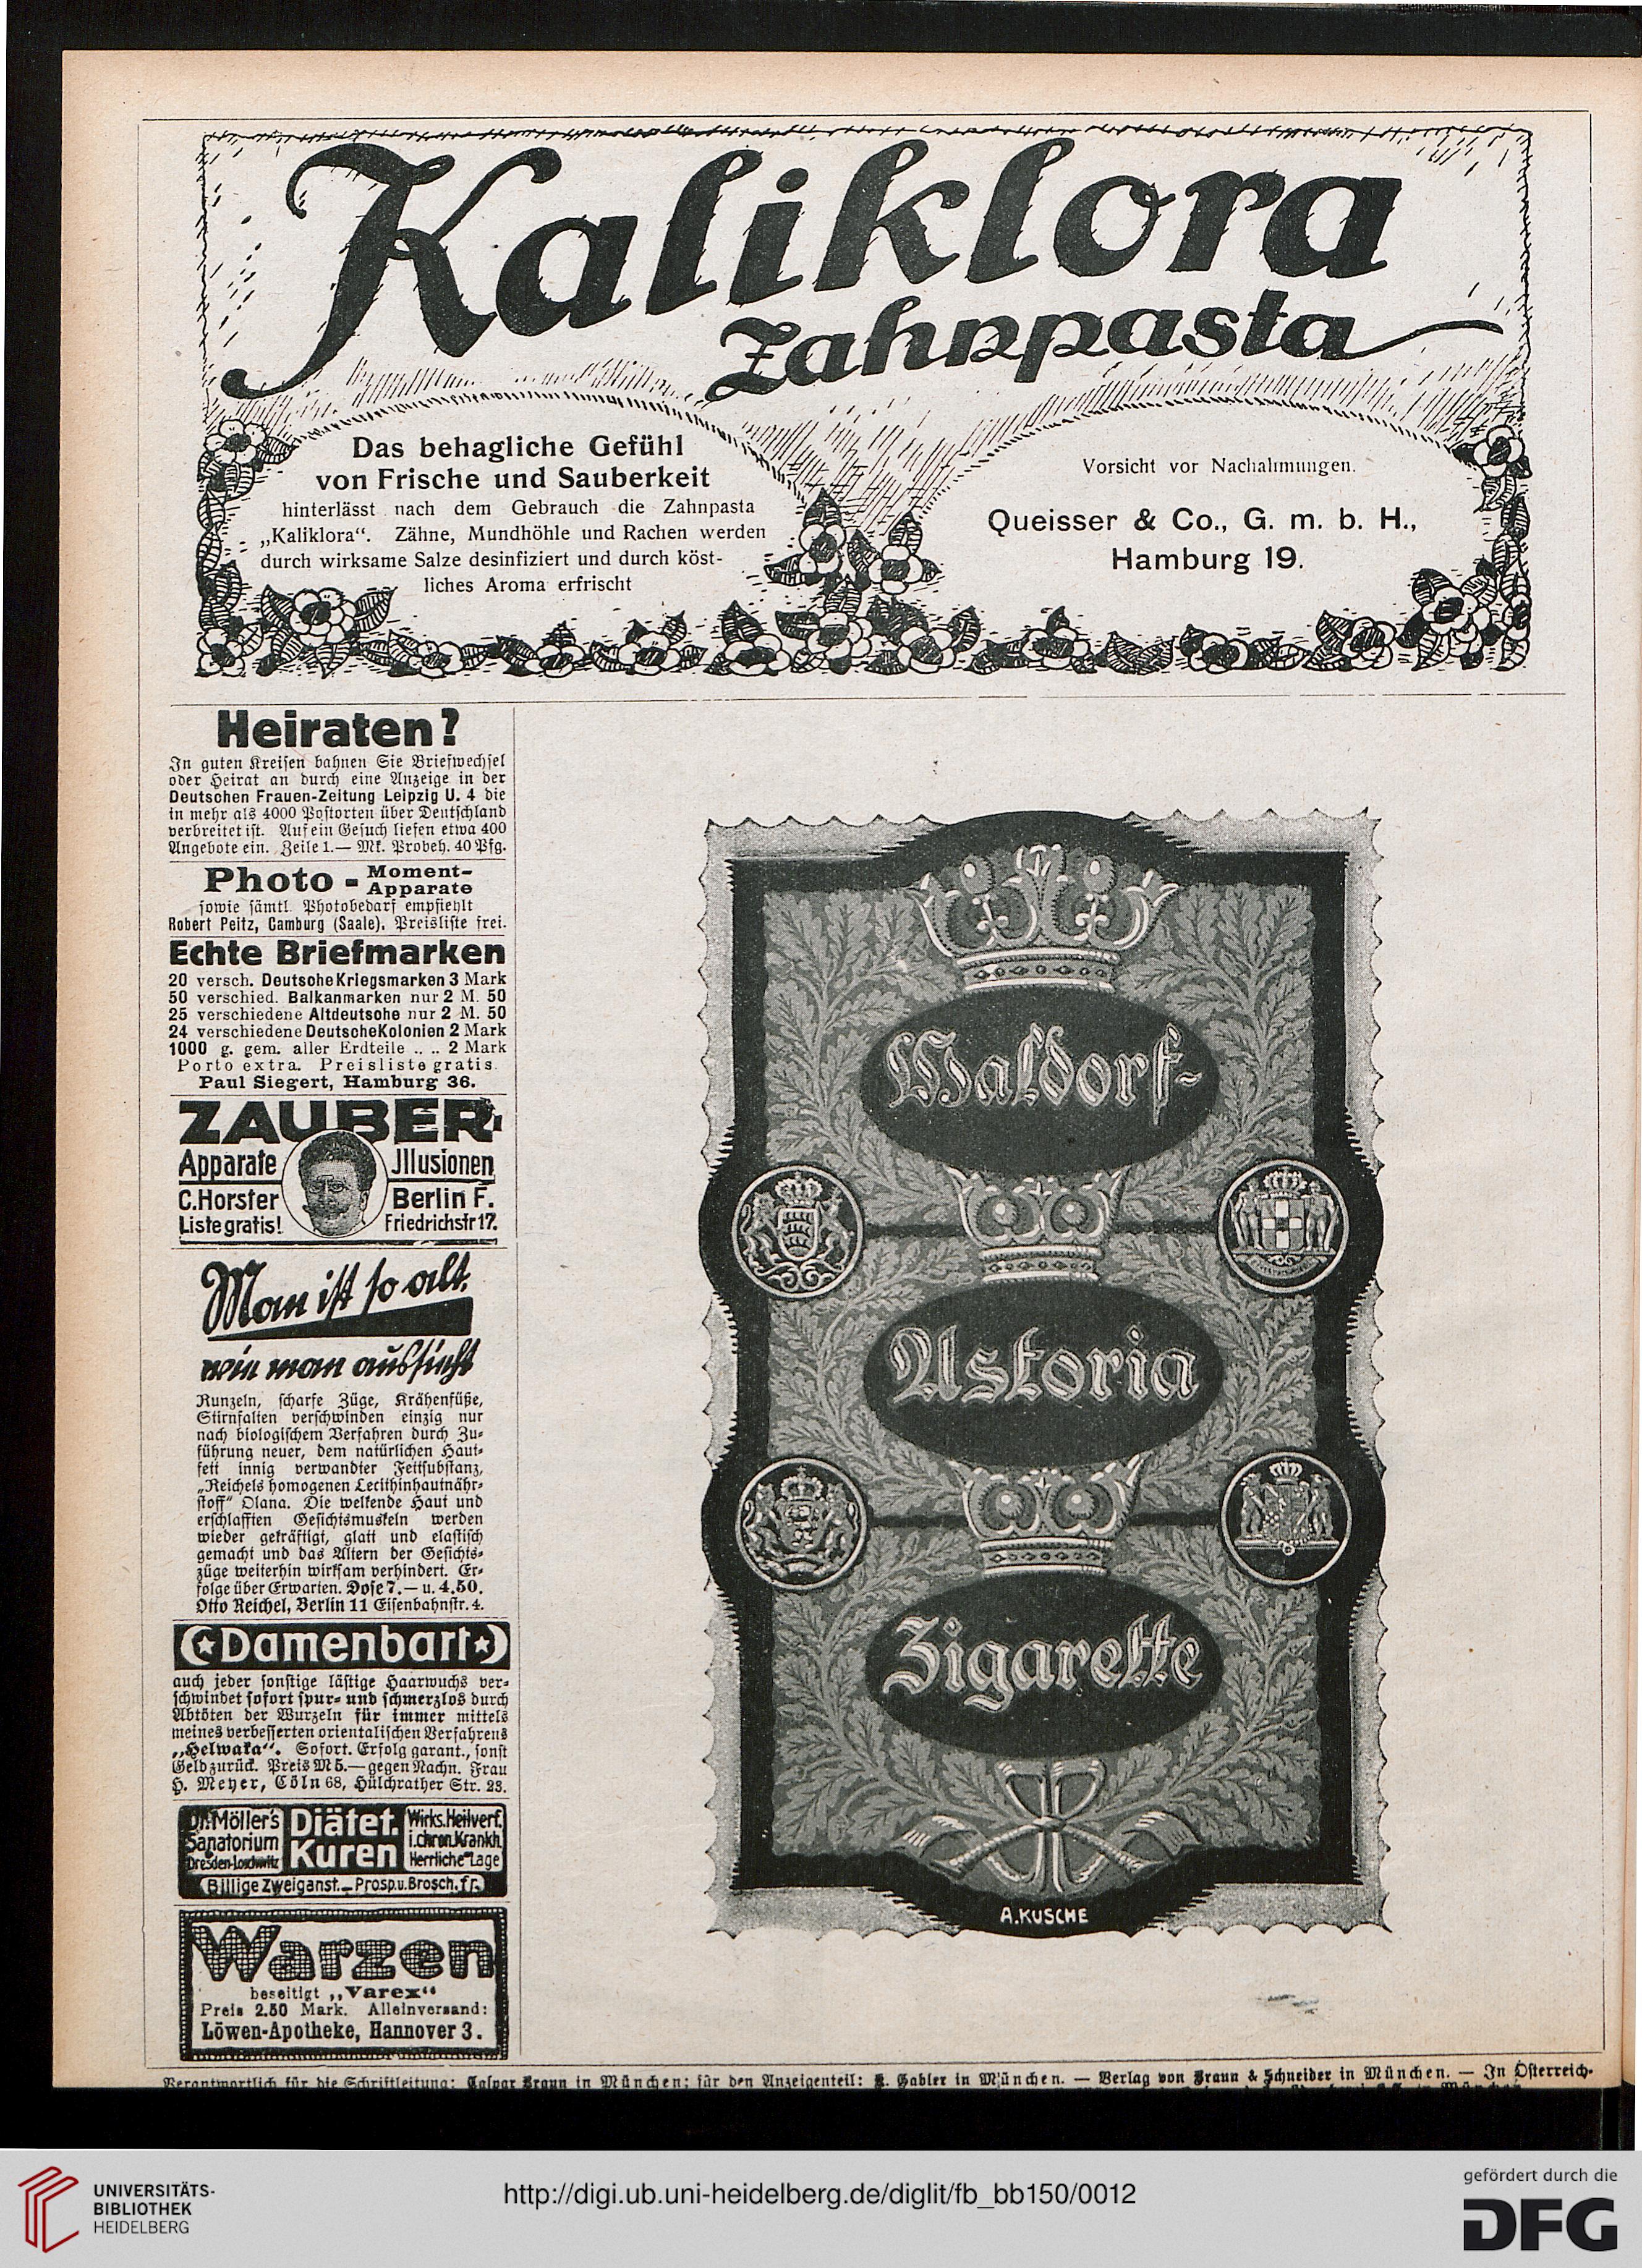 Kaliklora
Zahnpasta
Das behagliche Gefühl
von Frische und Sauberkeit
hinterlässt nach dem Gebrauch die Zahnpasta
„Kaliklora“. Zähne, Mundhöhle und Rachen werden
durch wirksame Salze desinfiziert und durch köst-
liches Aroma erfrischt
Vorsicht vor Nachahmungen.
Queisser & Co., G. m. b. H.,
Hamburg 19.
Heiraten?
In guten Kreisen bahnen Sie Briefwechsel
oder Heirat an durch eine Anzeige in der
Deutschen Frauen-Zeitung Leipzig U. 4 die
in mehr als 4000 Postorten über Deutschland
verbreitet ist. Auf ein Gesuch liefen etwa 400
Angebote ein. Zeile 1.— Mk. Probeh. 40 Pfg.
Photo - Moment-
Apparate
sowie sämtl. Photobedarf empfiehlt
Robert Peitz, Camburg (Saale). Preisliste frei.
Echte Briefmarken
20 versch. Deutsche Kriegsmarken 3 Mark
50 verschied. Balkanmarken nur 2 M. 50
25 verschiedene Altdeutsche nur 2 M. 50
24 verschiedene Deutsche Kolonien 2 Mark
1000 g. gem. aller Erdteile .. .. 2 Mark
Porto extra. Preisliste gratis.
Paul Siegert, Hamburg 36.
ZAUBER-
Apparate Jllusionen
C. Horster Berlin F.
Liste gratis! Friedrichstr 17.
Man ist so alt.
wie man aussieht
Runzeln, scharfe Züge, Krähenfüße,
Stirnfalten verschwinden einzig nur
nach biologischem Verfahren durch Zu-
führung neuer, dem natürlichen Haut-
fett innig verwandter Fettsubstanz,
„Reichels homogenen Lecithinhautnähr-
stoff“ Olana. Die welkende Haut und
erschlafften Gesichtsmuskeln werden
wieder gekräftigt, glatt und elastisch
gemacht und das Altern der Gesichts-
züge weiterhin wirksam verhindert. Er-
folge über Erwarten. Dose 7.— u. 4.50.
Otto Reichel, Berlin 11 Eisenbahnstr. 4.
Damenbart
auch jeder sonstige lästige Haarwuchs ver-
schwindet sofort spur- und schmerzlos durch
Abtöten der Wurzeln für immer mittels
meines verbesserten orientalischen Verfahrens
„Helwaka“. Sofort. Erfolg garant., sonst
Geld zurück. Preis M 5.— gegen Nachn. Frau
H. Meyer, Cöln 68, Hülchrather Str. 23.
Dr. Möller's
Sanatorium
Dresden-Loschwitz
Diätet.
Kuren
Wirks. Heilverf.
i. chron. Krankh.
Herrliche Lage
Billige Zweiganst. – Prosp. u. Brosch. fr.
Warzen
beseitigt „Varex“
Preis 2.50 Mark. Alleinversand:
Löwen-Apotheke, Hannover 3.
Waldorf-
Astoria
Zigarette
A. KUSCHE
Verantwortlich für die Schriftleitung: Caspar Braun in München; für den Anzeigenteil: E. Gabler in München. — Verlag von Braun & Schneider in München. — In Österreich-
UNIVERSITÄTS-
BIBLIOTHEK
HEIDELBERG
http://digi.ub.uni-heidelberg.de/diglit/fb_bb150/0012
gefördert durch die
DFG